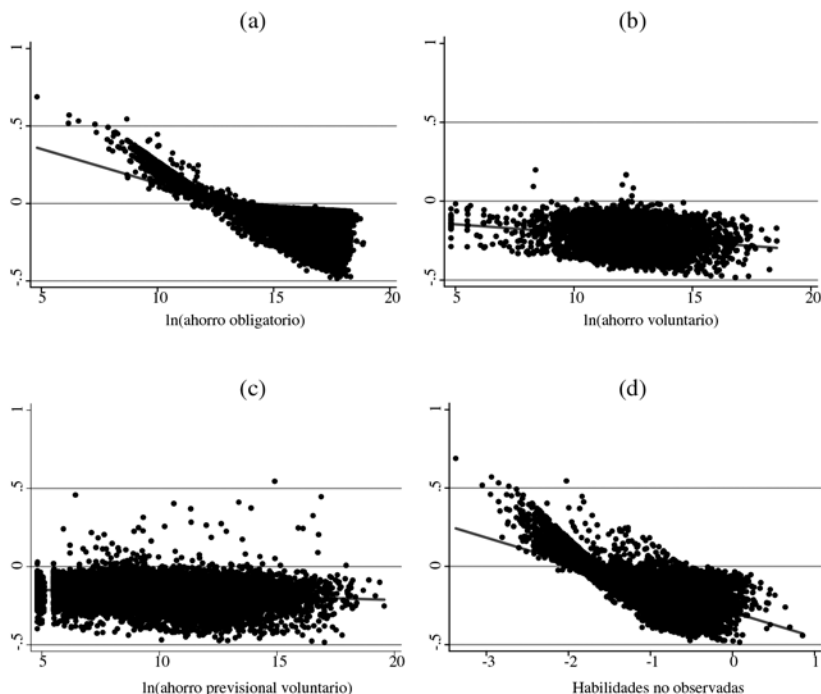 (a)
1
.5
0
-.5
5 10 15 20
ln(ahorro obligatorio)
(b)
1
.5
0
-.5
5 10 15 20
ln(ahorro voluntario)
(c)
1
.5
0
-.5
5 10 15 20
ln(ahorro previsional voluntario)
(d)
1
.5
0
-.5
-3 -2 -1 0 1
Habilidades no observadas